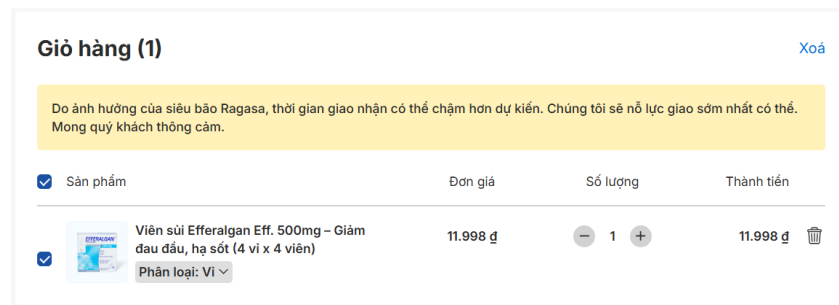 Giỏ hàng (1)
Xoá
Do ảnh hưởng của siêu bão Ragasa, thời gian giao nhận có thể chậm hơn dự kiến. Chúng tôi sẽ nỗ lực giao sớm nhất có thể.
Mong quý khách thông cảm.
Sản phẩm Đơn giá Số lượng Thành tiền
EFFERALGAN
Viên sủi Efferalgan Eff. 500mg – Giảm
đau đầu, hạ sốt (4 vỉ x 4 viên)
Phân loại: Vỉ
11.998 ₫ 1 11.998 ₫